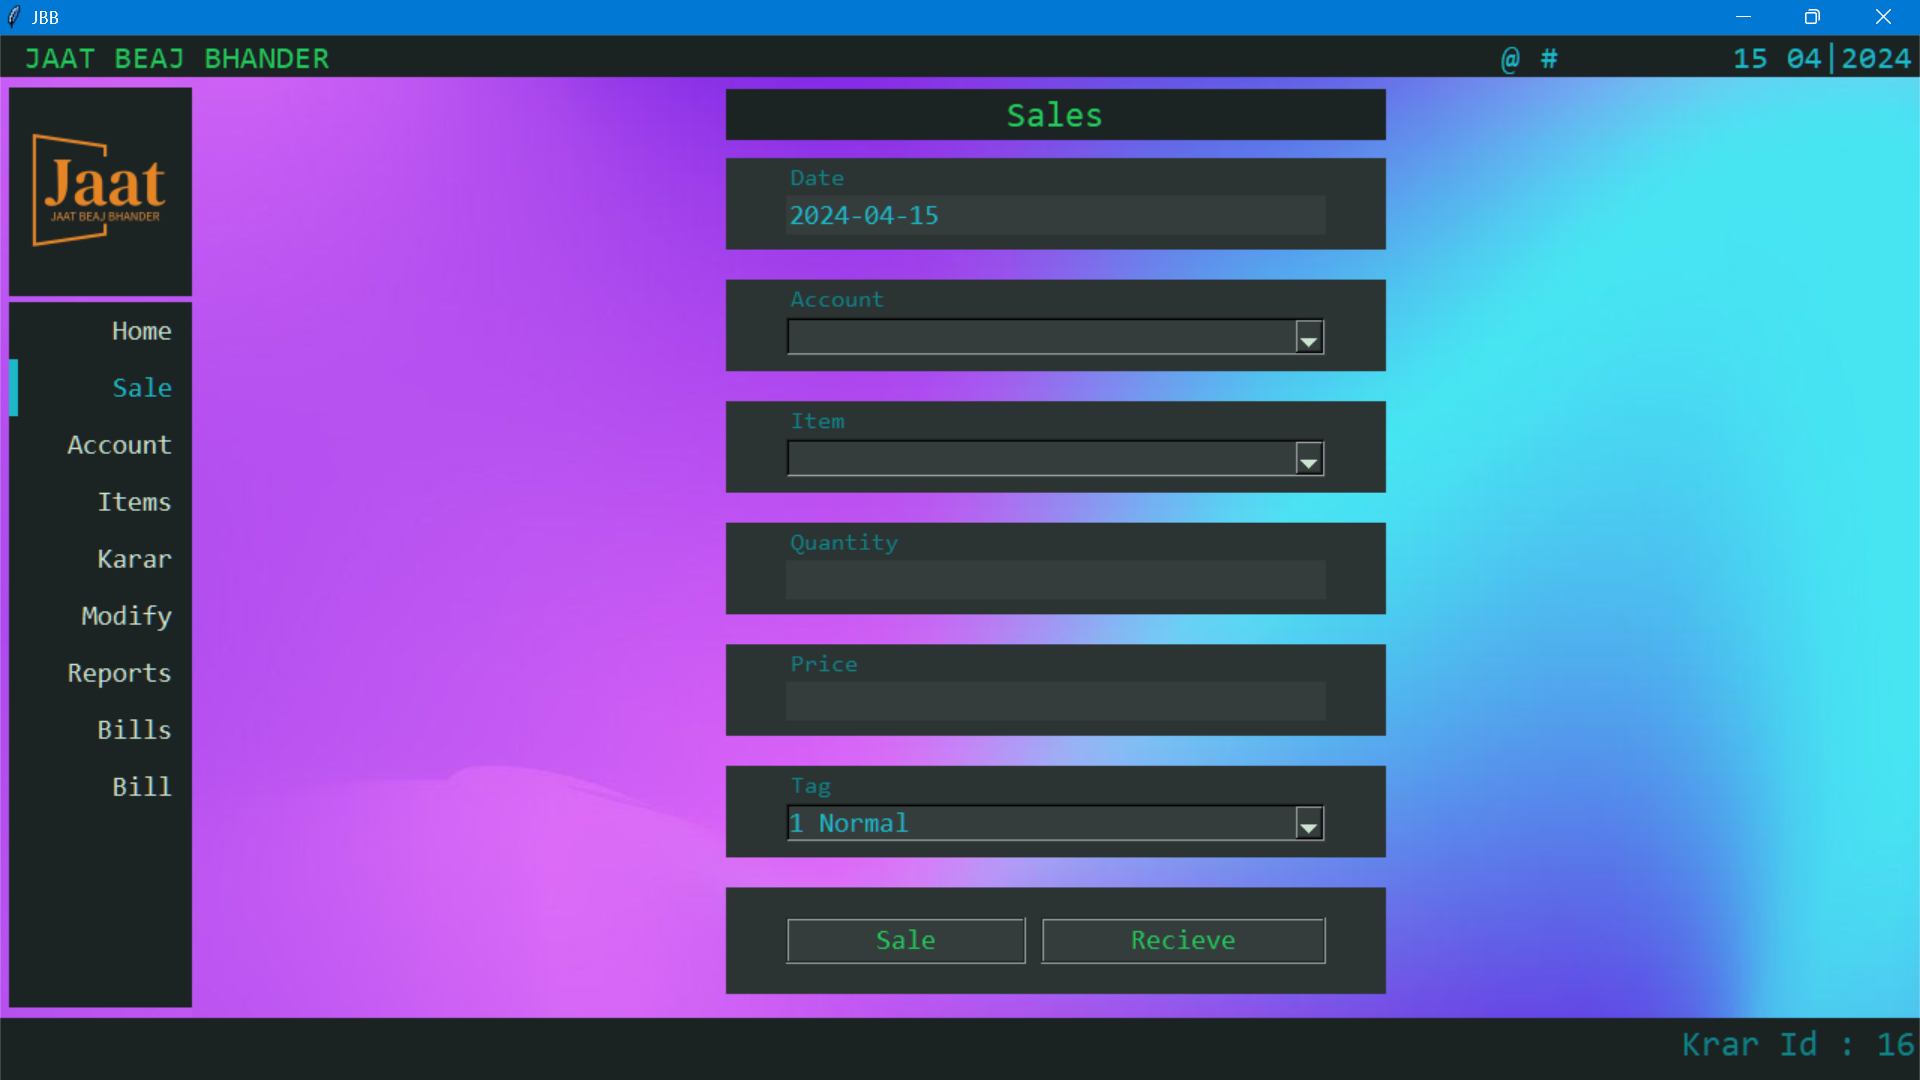 JBB
JAAT BEAJ BHANDER
@ #
15 04|2024
Jaat
JAAT BEAJ BHANDER
Home
Sale
Account
Items
Karar
Modify
Reports
Bills
Bill
Sales
Date
2024-04-15
Account
Item
Quantity
Price
Tag
1 Normal
Sale
Recieve
Krar Id : 16